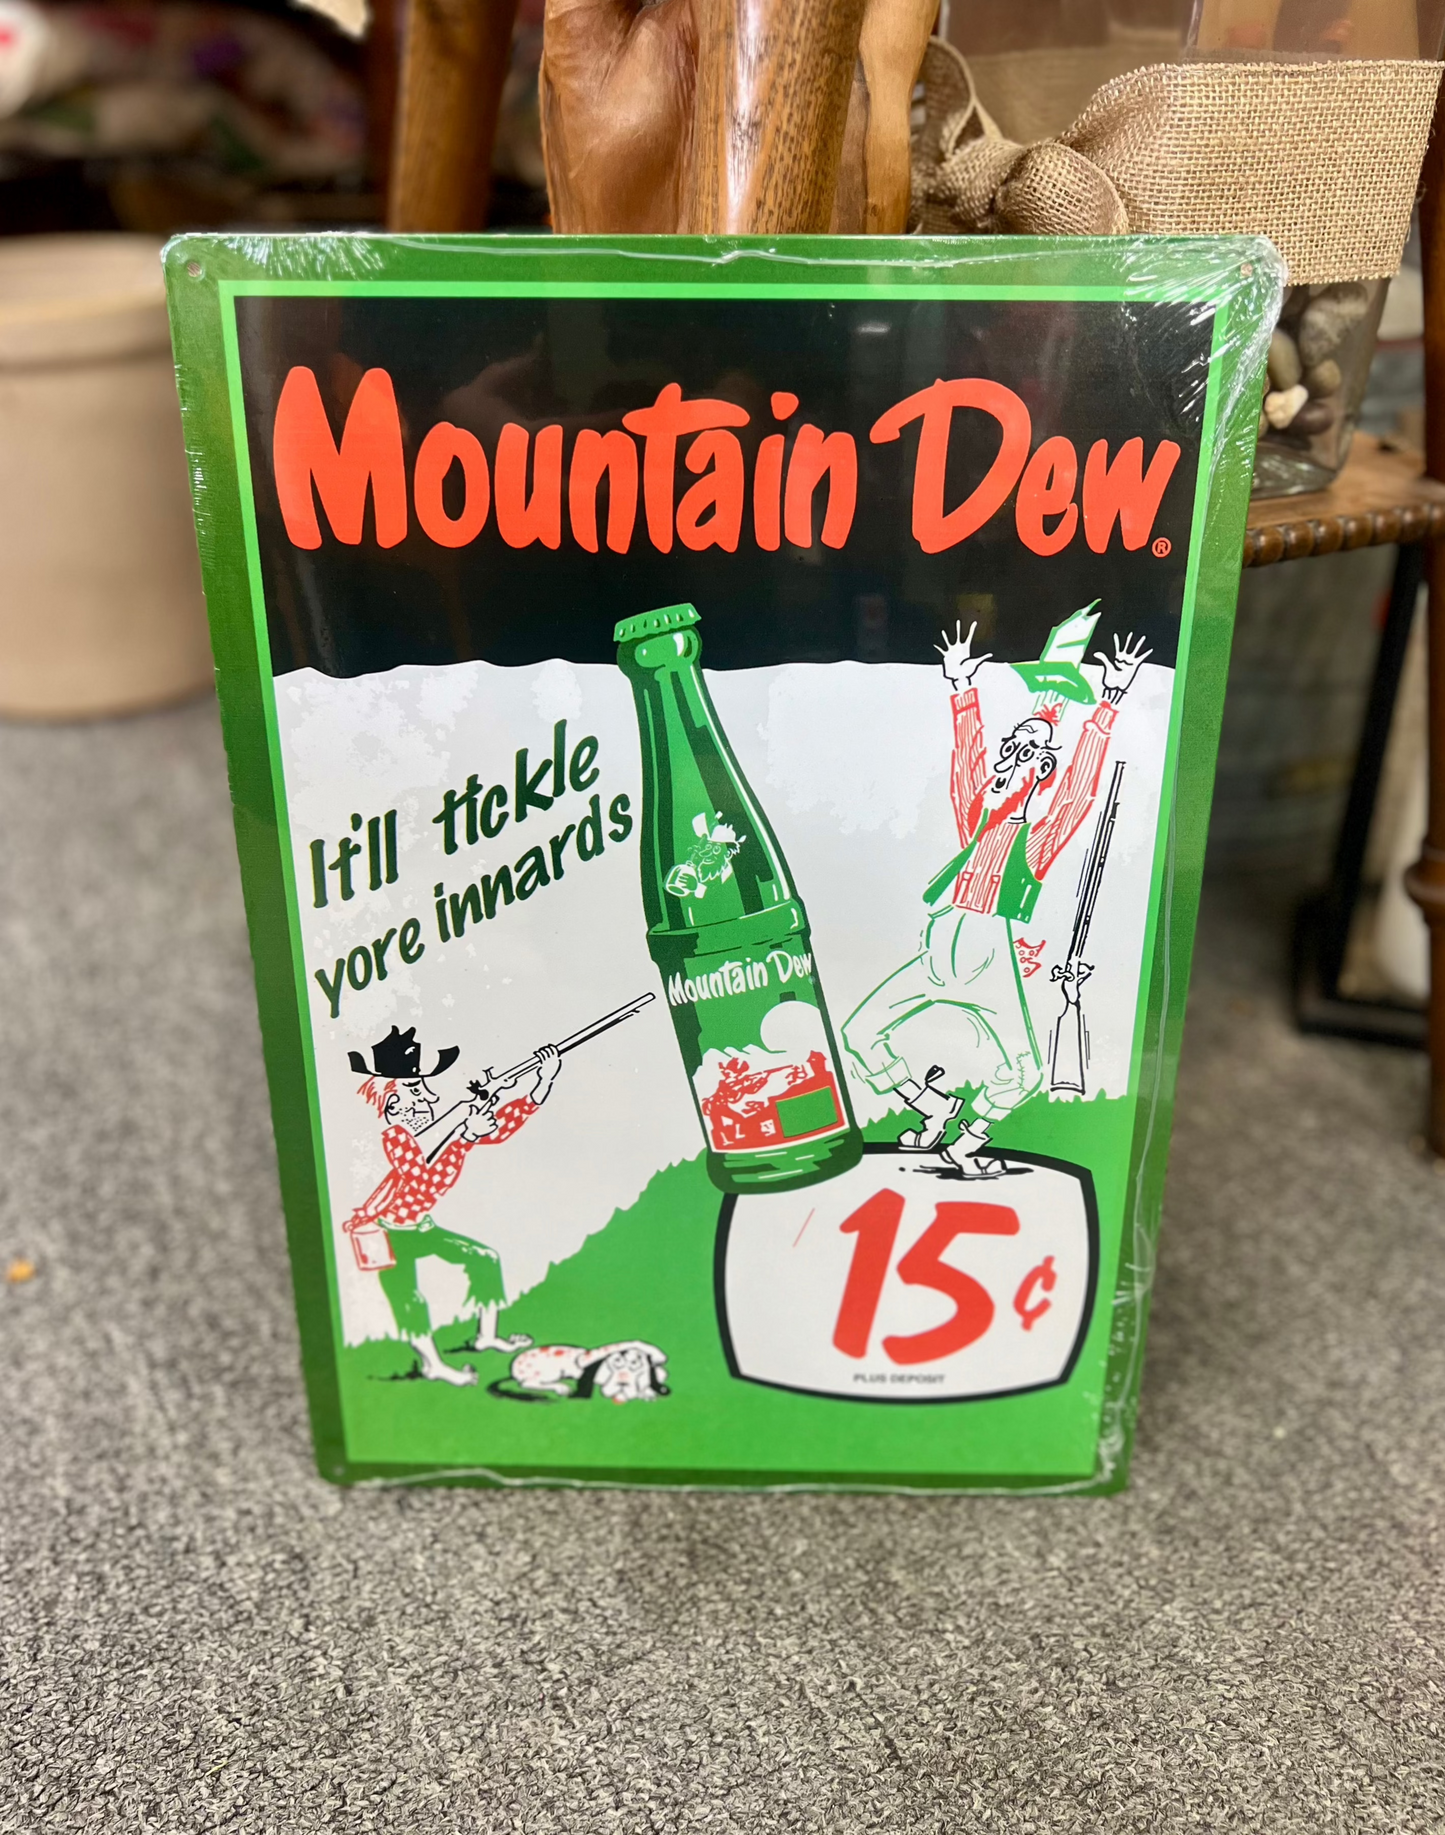 Mountain Dew®
It'll tickle
yore innards
Mountain Dew
15¢
PLUS DEPOSIT